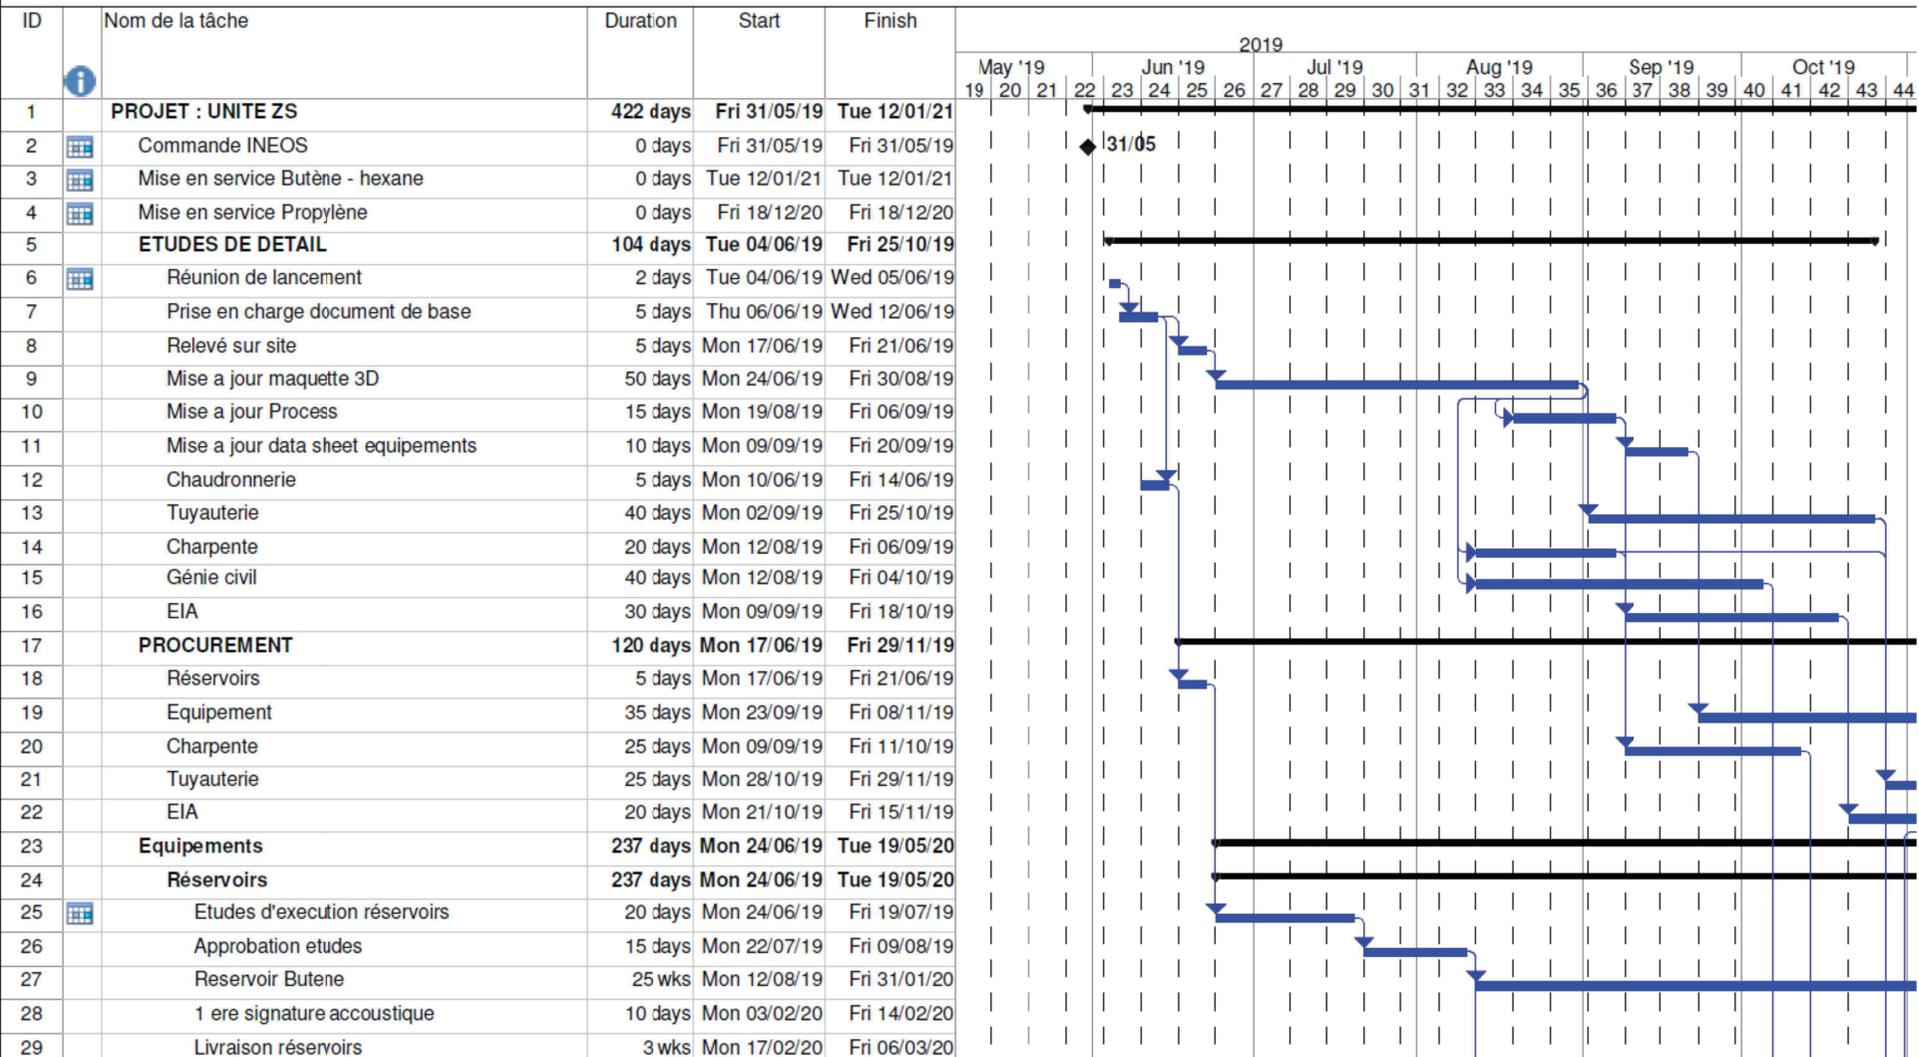 ID Nom de la tâche Duration Start Finish
2019
May '19 Jun '19 Jul '19 Aug '19 Sep '19 Oct '19
19 20 21 22 23 24 25 26 27 28 29 30 31 32 33 34 35 36 37 38 39 40 41 42 43 44
1 PROJET : UNITE ZS 422 days Fri 31/05/19 Tue 12/01/21
2 Commande INEOS 0 days Fri 31/05/19 Fri 31/05/19 31/05
3 Mise en service Butène - hexane 0 days Tue 12/01/21 Tue 12/01/21
4 Mise en service Propylène 0 days Fri 18/12/20 Fri 18/12/20
5 ETUDES DE DETAIL 104 days Tue 04/06/19 Fri 25/10/19
6 Réunion de lancement 2 days Tue 04/06/19 Wed 05/06/19
7 Prise en charge document de base 5 days Thu 06/06/19 Wed 12/06/19
8 Relevé sur site 5 days Mon 17/06/19 Fri 21/06/19
9 Mise a jour maquette 3D 50 days Mon 24/06/19 Fri 30/08/19
10 Mise a jour Process 15 days Mon 19/08/19 Fri 06/09/19
11 Mise a jour data sheet equipements 10 days Mon 09/09/19 Fri 20/09/19
12 Chaudronnerie 5 days Mon 10/06/19 Fri 14/06/19
13 Tuyauterie 40 days Mon 02/09/19 Fri 25/10/19
14 Charpente 20 days Mon 12/08/19 Fri 06/09/19
15 Génie civil 40 days Mon 12/08/19 Fri 04/10/19
16 EIA 30 days Mon 09/09/19 Fri 18/10/19
17 PROCUREMENT 120 days Mon 17/06/19 Fri 29/11/19
18 Réservoirs 5 days Mon 17/06/19 Fri 21/06/19
19 Equipement 35 days Mon 23/09/19 Fri 08/11/19
20 Charpente 25 days Mon 09/09/19 Fri 11/10/19
21 Tuyauterie 25 days Mon 28/10/19 Fri 29/11/19
22 EIA 20 days Mon 21/10/19 Fri 15/11/19
23 Equipements 237 days Mon 24/06/19 Tue 19/05/20
24 Réservoirs 237 days Mon 24/06/19 Tue 19/05/20
25 Etudes d'execution réservoirs 20 days Mon 24/06/19 Fri 19/07/19
26 Approbation etudes 15 days Mon 22/07/19 Fri 09/08/19
27 Reservoir Butene 25 wks Mon 12/08/19 Fri 31/01/20
28 1 ere signature accoustique 10 days Mon 03/02/20 Fri 14/02/20
29 Livraison réservoirs 3 wks Mon 17/02/20 Fri 06/03/20